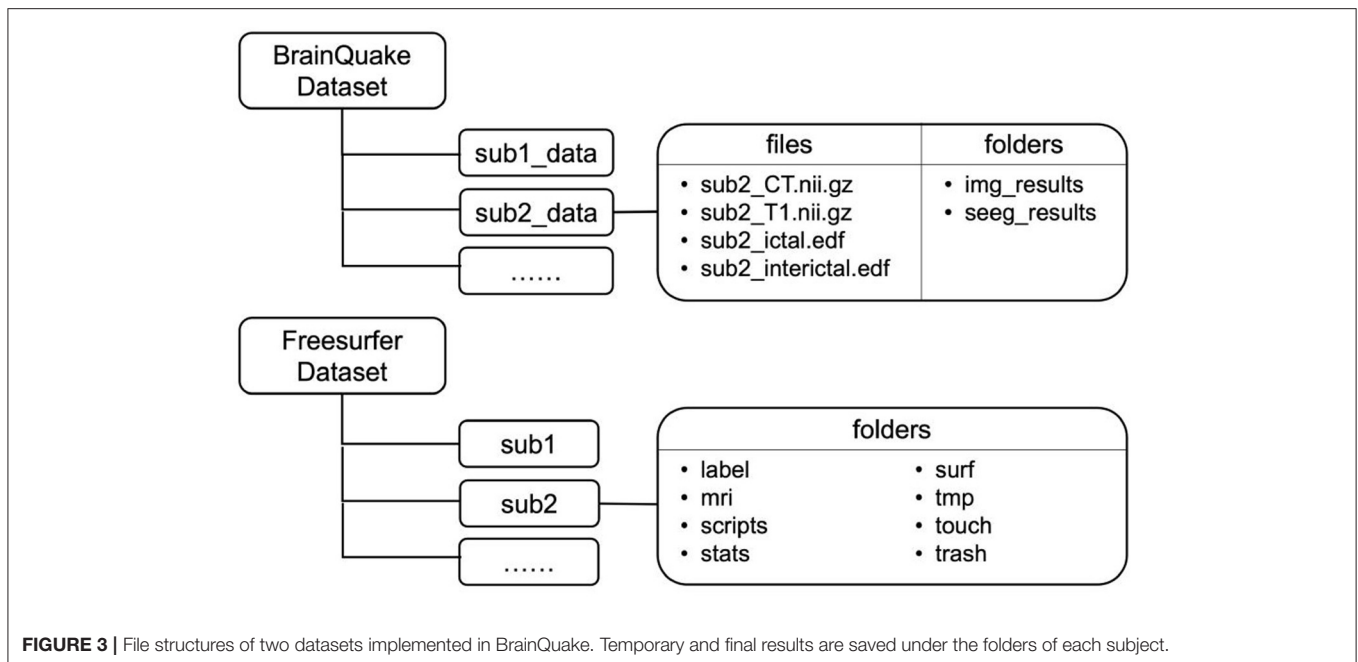 BrainQuake
Dataset
sub1_data
sub2_data
......
files
• sub2_CT.nii.gz
• sub2_T1.nii.gz
• sub2_ictal.edf
• sub2_interictal.edf
folders
• img_results
• seeg_results
Freesurfer
Dataset
sub1
sub2
......
folders
• label
• mri
• scripts
• stats
• surf
• tmp
• touch
• trash
FIGURE 3 | File structures of two datasets implemented in BrainQuake. Temporary and final results are saved under the folders of each subject.